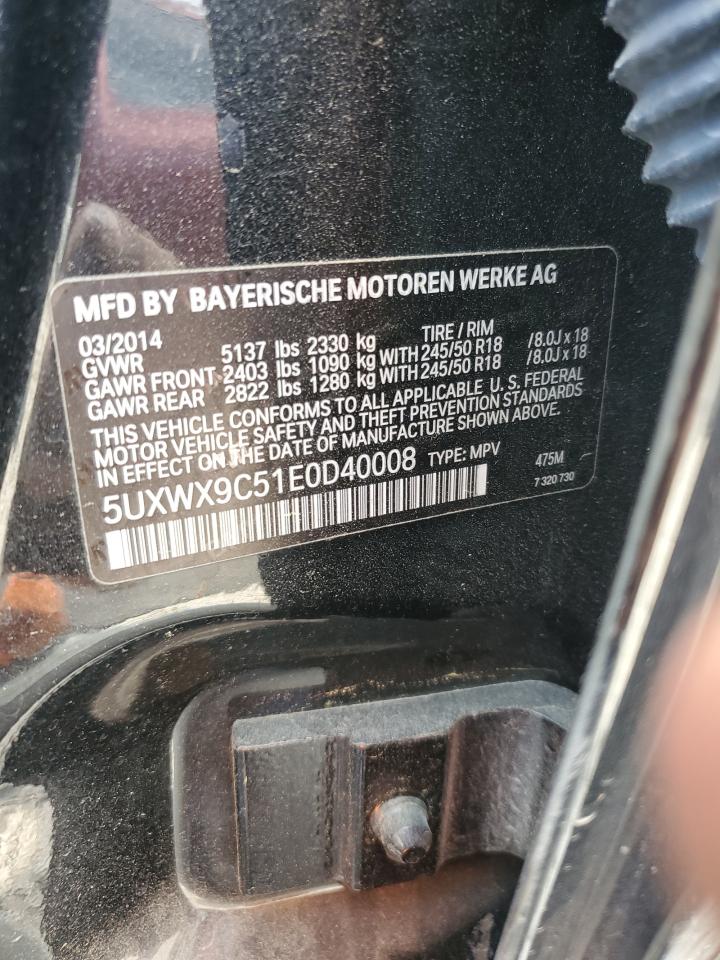 MFD BY BAYERISCHE MOTOREN WERKE AG
03/2014 TIRE / RIM
GVWR 5137 lbs 2330 kg
GAWR FRONT 2403 lbs 1090 kg WITH 245/50 R18 /8.0J x 18
GAWR REAR 2822 lbs 1280 kg WITH 245/50 R18 /8.0J x 18
THIS VEHICLE CONFORMS TO ALL APPLICABLE U.S. FEDERAL
MOTOR VEHICLE SAFETY AND THEFT PREVENTION STANDARDS
IN EFFECT ON THE DATE OF MANUFACTURE SHOWN ABOVE.
5UXWX9C51E0D40008 TYPE: MPV 475M
7 320 730